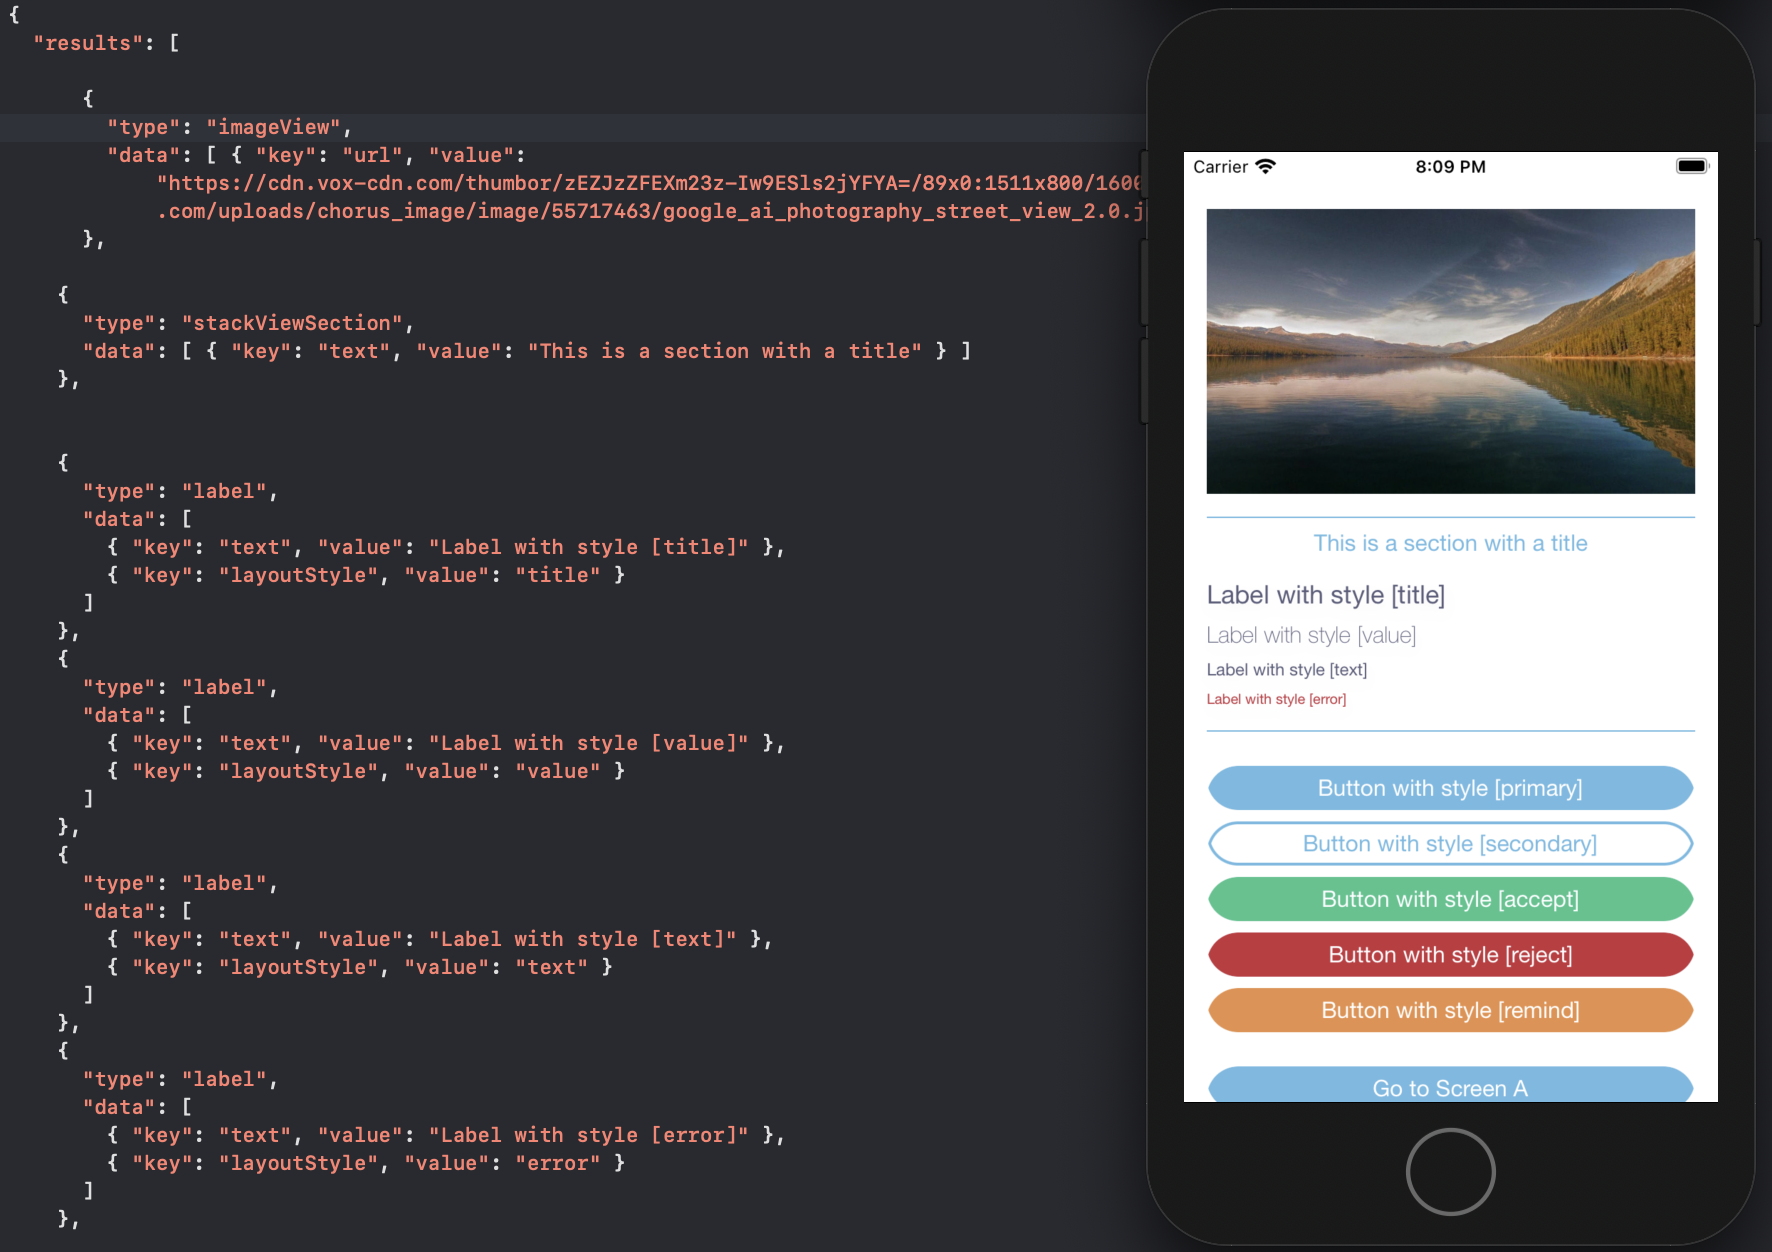 {
"results": [
{
"type": "imageView",
"data": [ { "key": "url", "value":
"https://cdn.vox-cdn.com/thumbor/zEZJzZFEXm23z-Iw9ESls2jYFYA=/89x0:1511x800/1600
.com/uploads/chorus_image/image/55717463/google_ai_photography_street_view_2.0.j
},
{
"type": "stackViewSection",
"data": [ { "key": "text", "value": "This is a section with a title" } ]
},
{
"type": "label",
"data": [
{ "key": "text", "value": "Label with style [title]" },
{ "key": "layoutStyle", "value": "title" }
]
},
{
"type": "label",
"data": [
{ "key": "text", "value": "Label with style [value]" },
{ "key": "layoutStyle", "value": "value" }
]
},
{
"type": "label",
"data": [
{ "key": "text", "value": "Label with style [text]" },
{ "key": "layoutStyle", "value": "text" }
]
},
{
"type": "label",
"data": [
{ "key": "text", "value": "Label with style [error]" },
{ "key": "layoutStyle", "value": "error" }
]
},
Carrier 8:09 PM
This is a section with a title
Label with style [title]
Label with style [value]
Label with style [text]
Label with style [error]
Button with style [primary]
Button with style [secondary]
Button with style [accept]
Button with style [reject]
Button with style [remind]
Go to Screen A